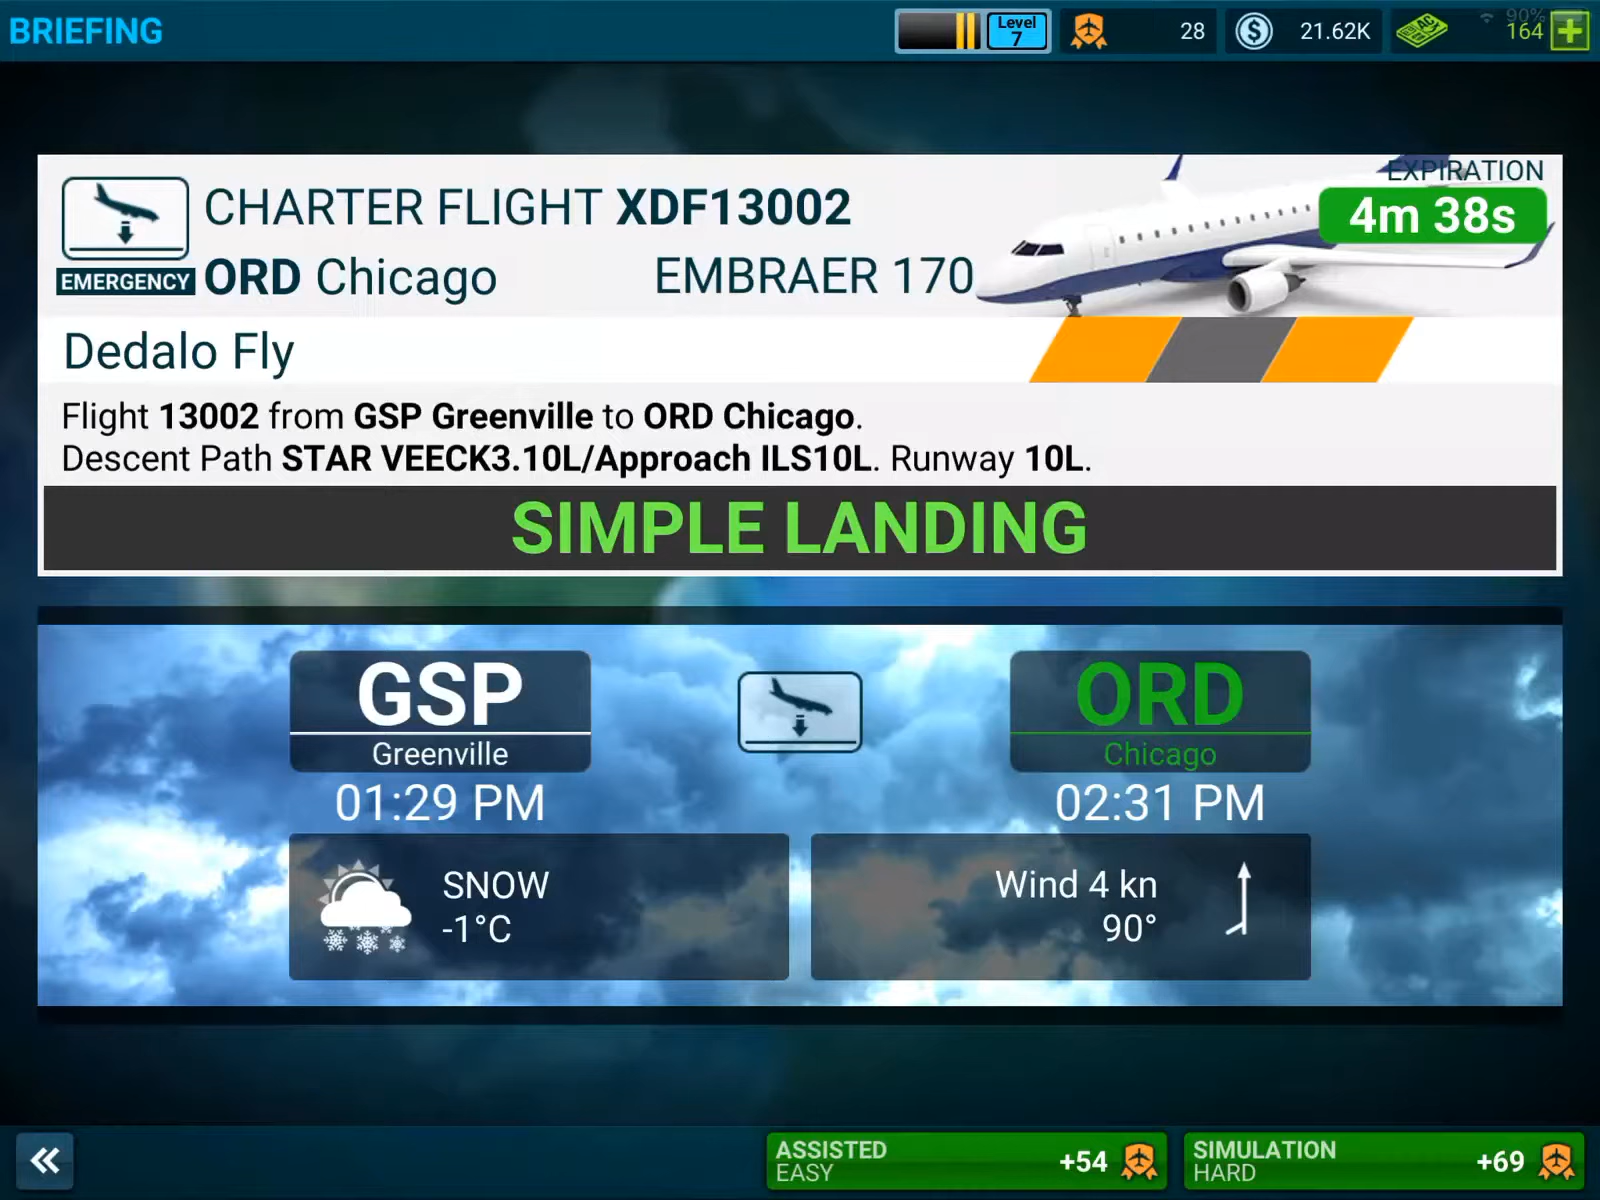 BRIEFING
Level
7
28
21.62K
90%
164
EXPIRATION
4m 38s
CHARTER FLIGHT XDF13002
EMERGENCY
ORD Chicago
EMBRAER 170
Dedalo Fly
Flight 13002 from GSP Greenville to ORD Chicago.
Descent Path STAR VEECK3.10L/Approach ILS10L. Runway 10L.
SIMPLE LANDING
GSP
Greenville
01:29 PM
ORD
Chicago
02:31 PM
SNOW
-1°C
Wind 4 kn
90°
ASSISTED
EASY
+54
SIMULATION
HARD
+69